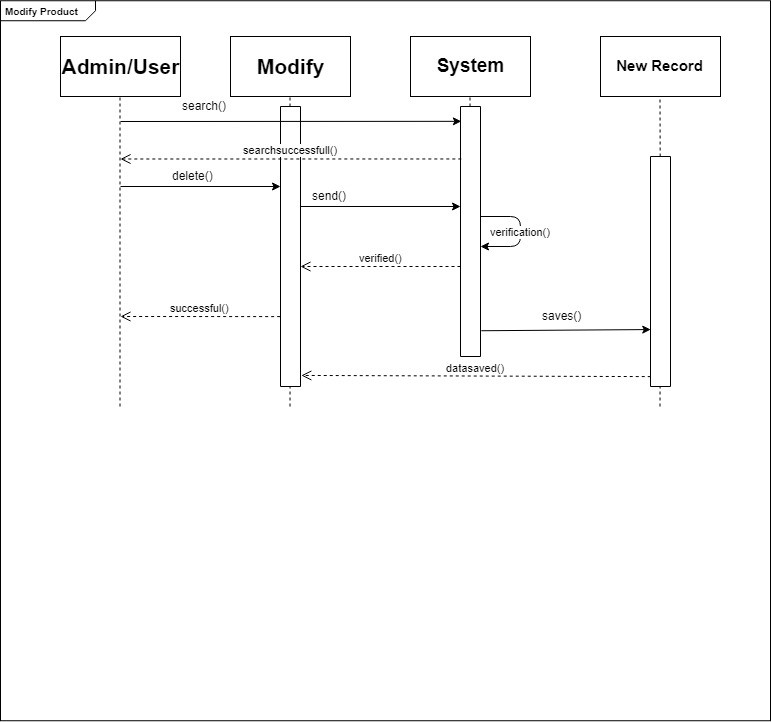 Modify Product
Admin/User
Modify
System
New Record
search()
searchsuccessfull()
delete()
send()
verification()
verified()
successful()
saves()
datasaved()